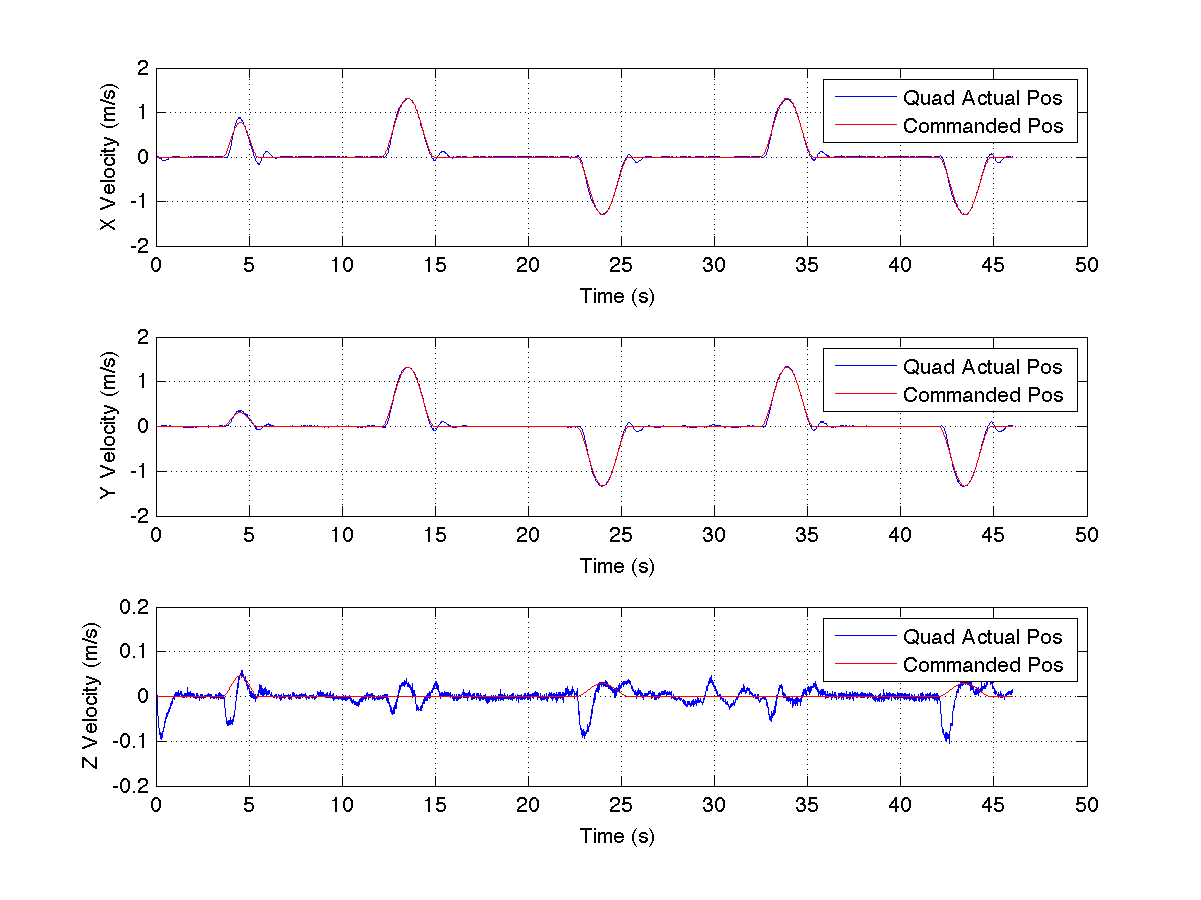 2
1
0
-1
-2
X Velocity (m/s)
Quad Actual Pos
Commanded Pos
0 5 10 15 20 25 30 35 40 45 50
Time (s)
2
1
0
-1
-2
Y Velocity (m/s)
Quad Actual Pos
Commanded Pos
0 5 10 15 20 25 30 35 40 45 50
Time (s)
0.2
0.1
0
-0.1
-0.2
Z Velocity (m/s)
Quad Actual Pos
Commanded Pos
0 5 10 15 20 25 30 35 40 45 50
Time (s)